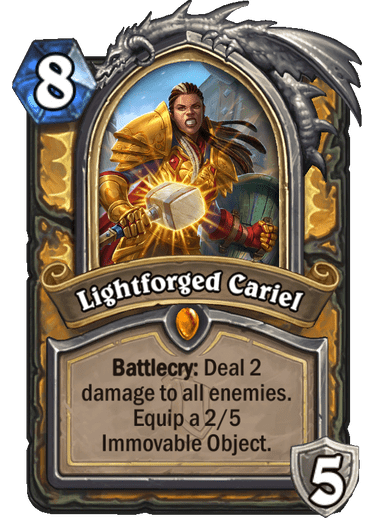 8
Lightforged Cariel
Battlecry: Deal 2
damage to all enemies.
Equip a 2/5
Immovable Object.
5